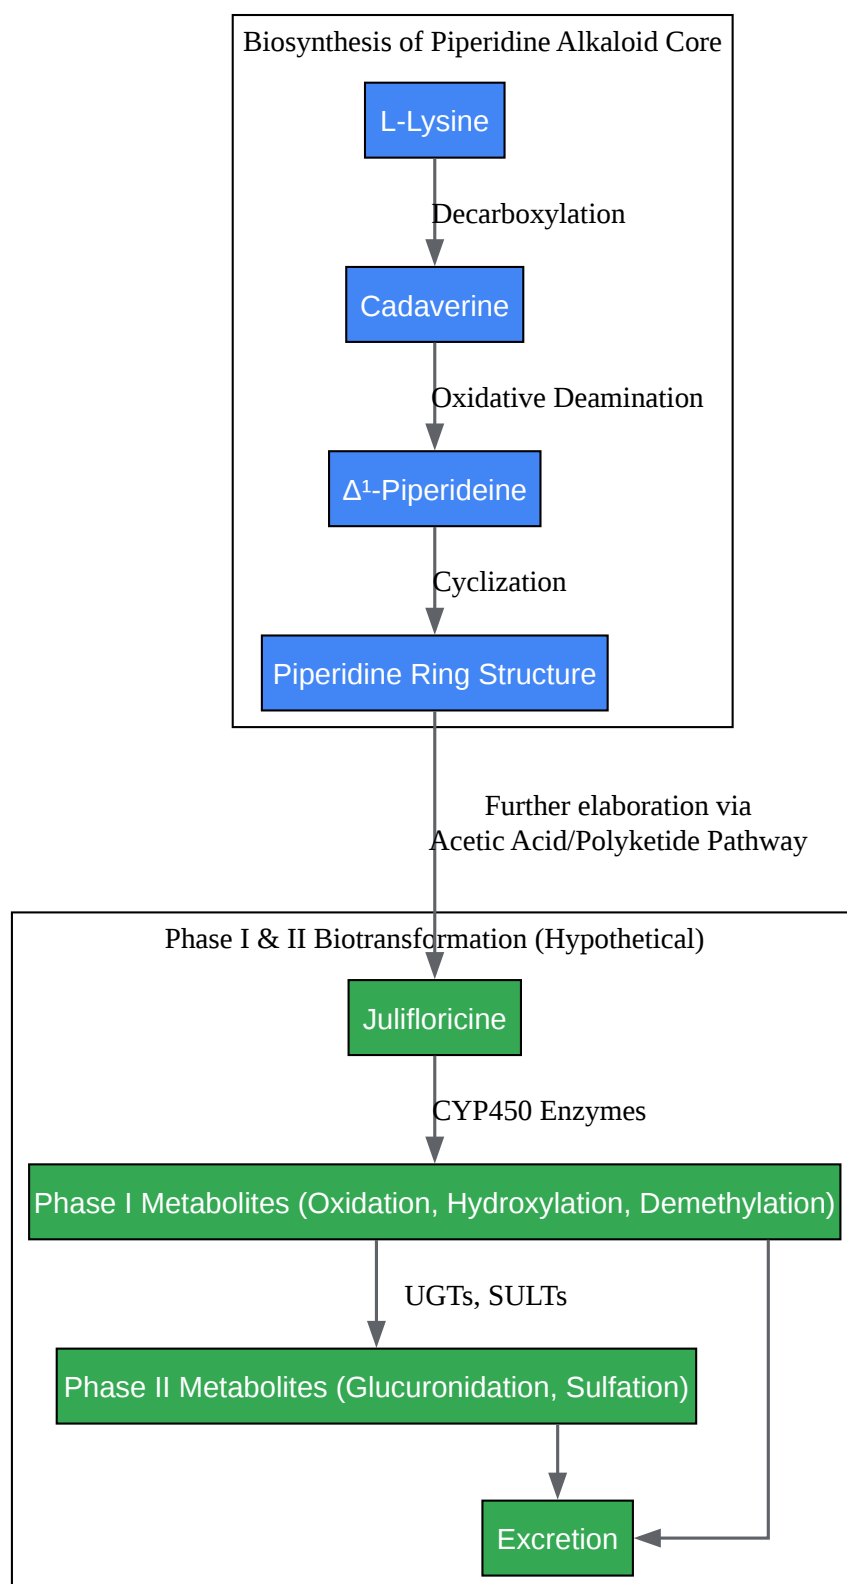 Biosynthesis of Piperidine Alkaloid Core
L-Lysine
Decarboxylation
Cadaverine
Oxidative Deamination
Δ¹-Piperideine
Cyclization
Piperidine Ring Structure
Further elaboration via
Acetic Acid/Polyketide Pathway
Phase I & II Biotransformation (Hypothetical)
Julifloricine
CYP450 Enzymes
Phase I Metabolites (Oxidation, Hydroxylation, Demethylation)
UGTs, SULTs
Phase II Metabolites (Glucuronidation, Sulfation)
Excretion